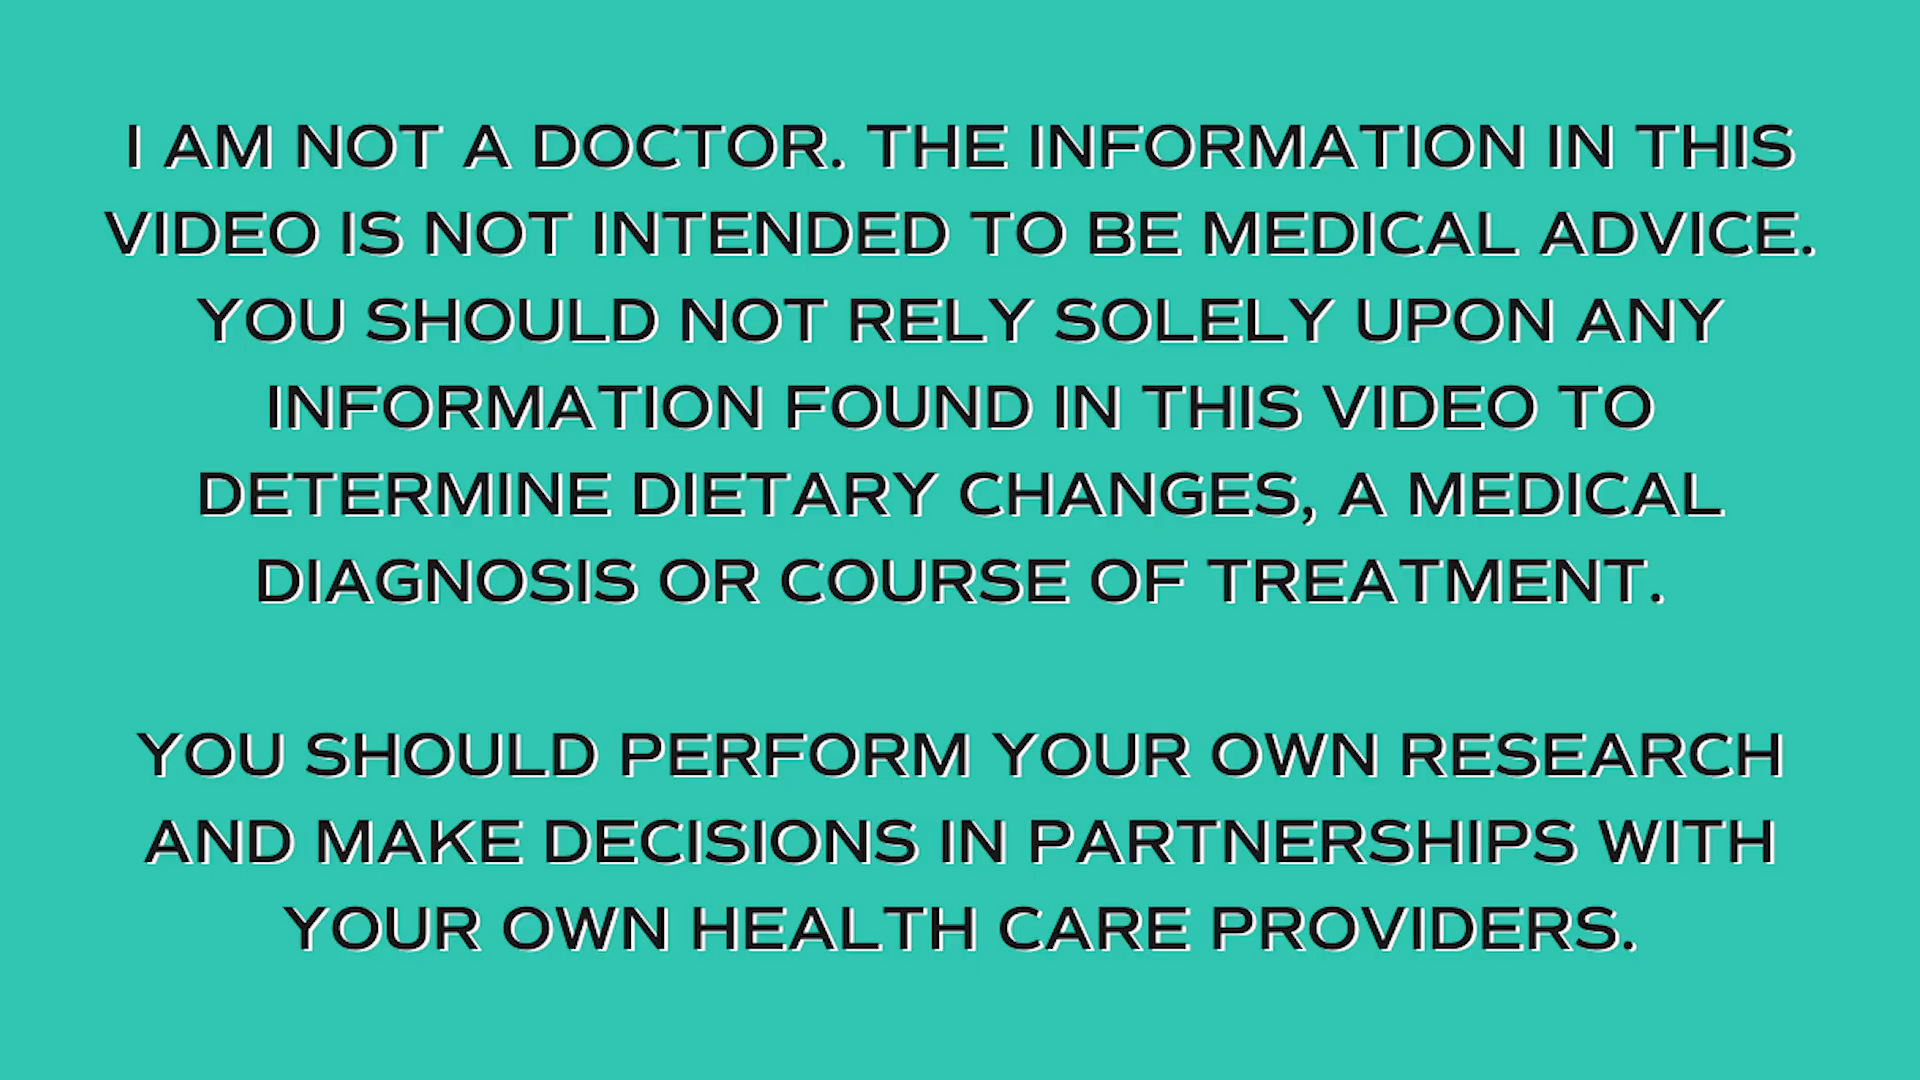 I AM NOT A DOCTOR. THE INFORMATION IN THIS
VIDEO IS NOT INTENDED TO BE MEDICAL ADVICE.
YOU SHOULD NOT RELY SOLELY UPON ANY
INFORMATION FOUND IN THIS VIDEO TO
DETERMINE DIETARY CHANGES, A MEDICAL
DIAGNOSIS OR COURSE OF TREATMENT.
YOU SHOULD PERFORM YOUR OWN RESEARCH
AND MAKE DECISIONS IN PARTNERSHIPS WITH
YOUR OWN HEALTH CARE PROVIDERS.